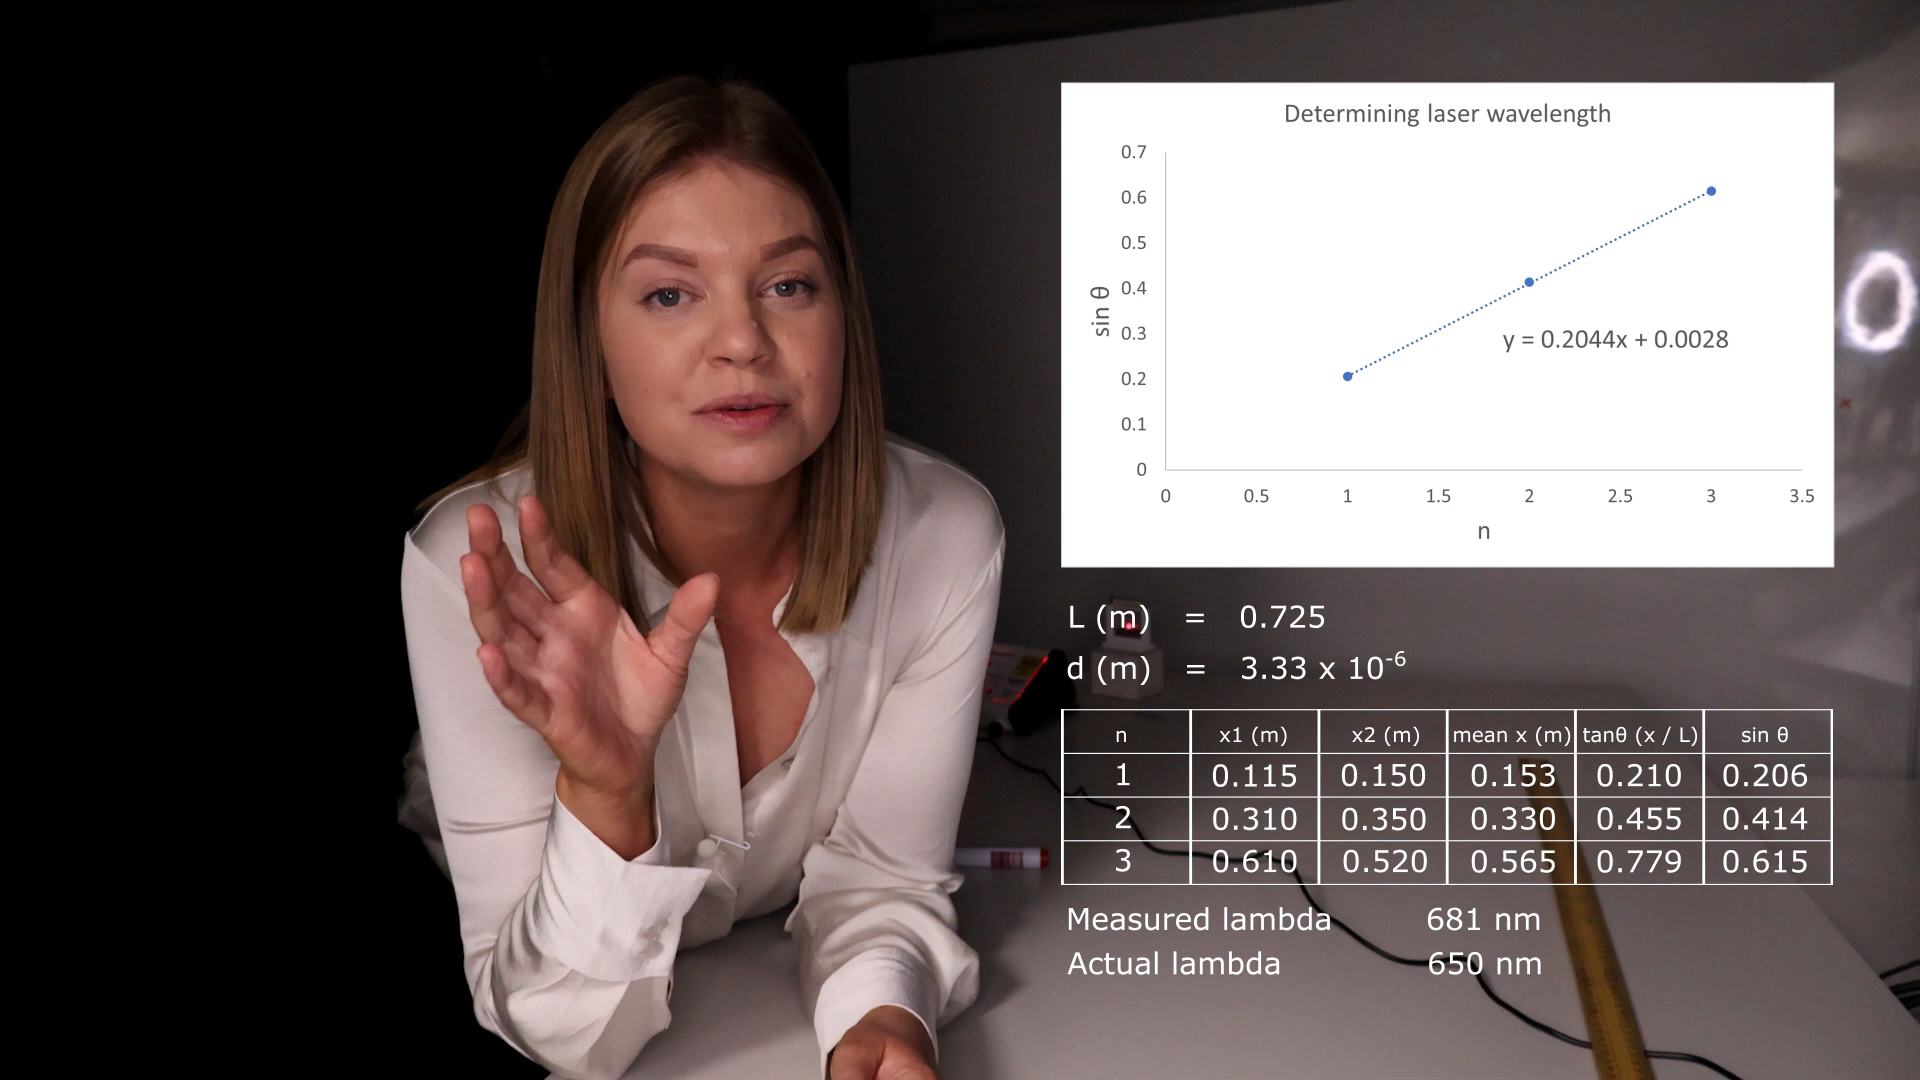 Determining laser wavelength
0.7
0.6
0.5
0.4
0.3
0.2
0.1
0
sin θ
y = 0.2044x + 0.0028
0 0.5 1 1.5 2 2.5 3 3.5
n
L (m) = 0.725
d (m) = 3.33 x 10⁻⁶
n x1 (m) x2 (m) mean x (m) tanθ (x / L) sin θ
1 0.115 0.150 0.153 0.210 0.206
2 0.310 0.350 0.330 0.455 0.414
3 0.610 0.520 0.565 0.779 0.615
Measured lambda 681 nm
Actual lambda 650 nm